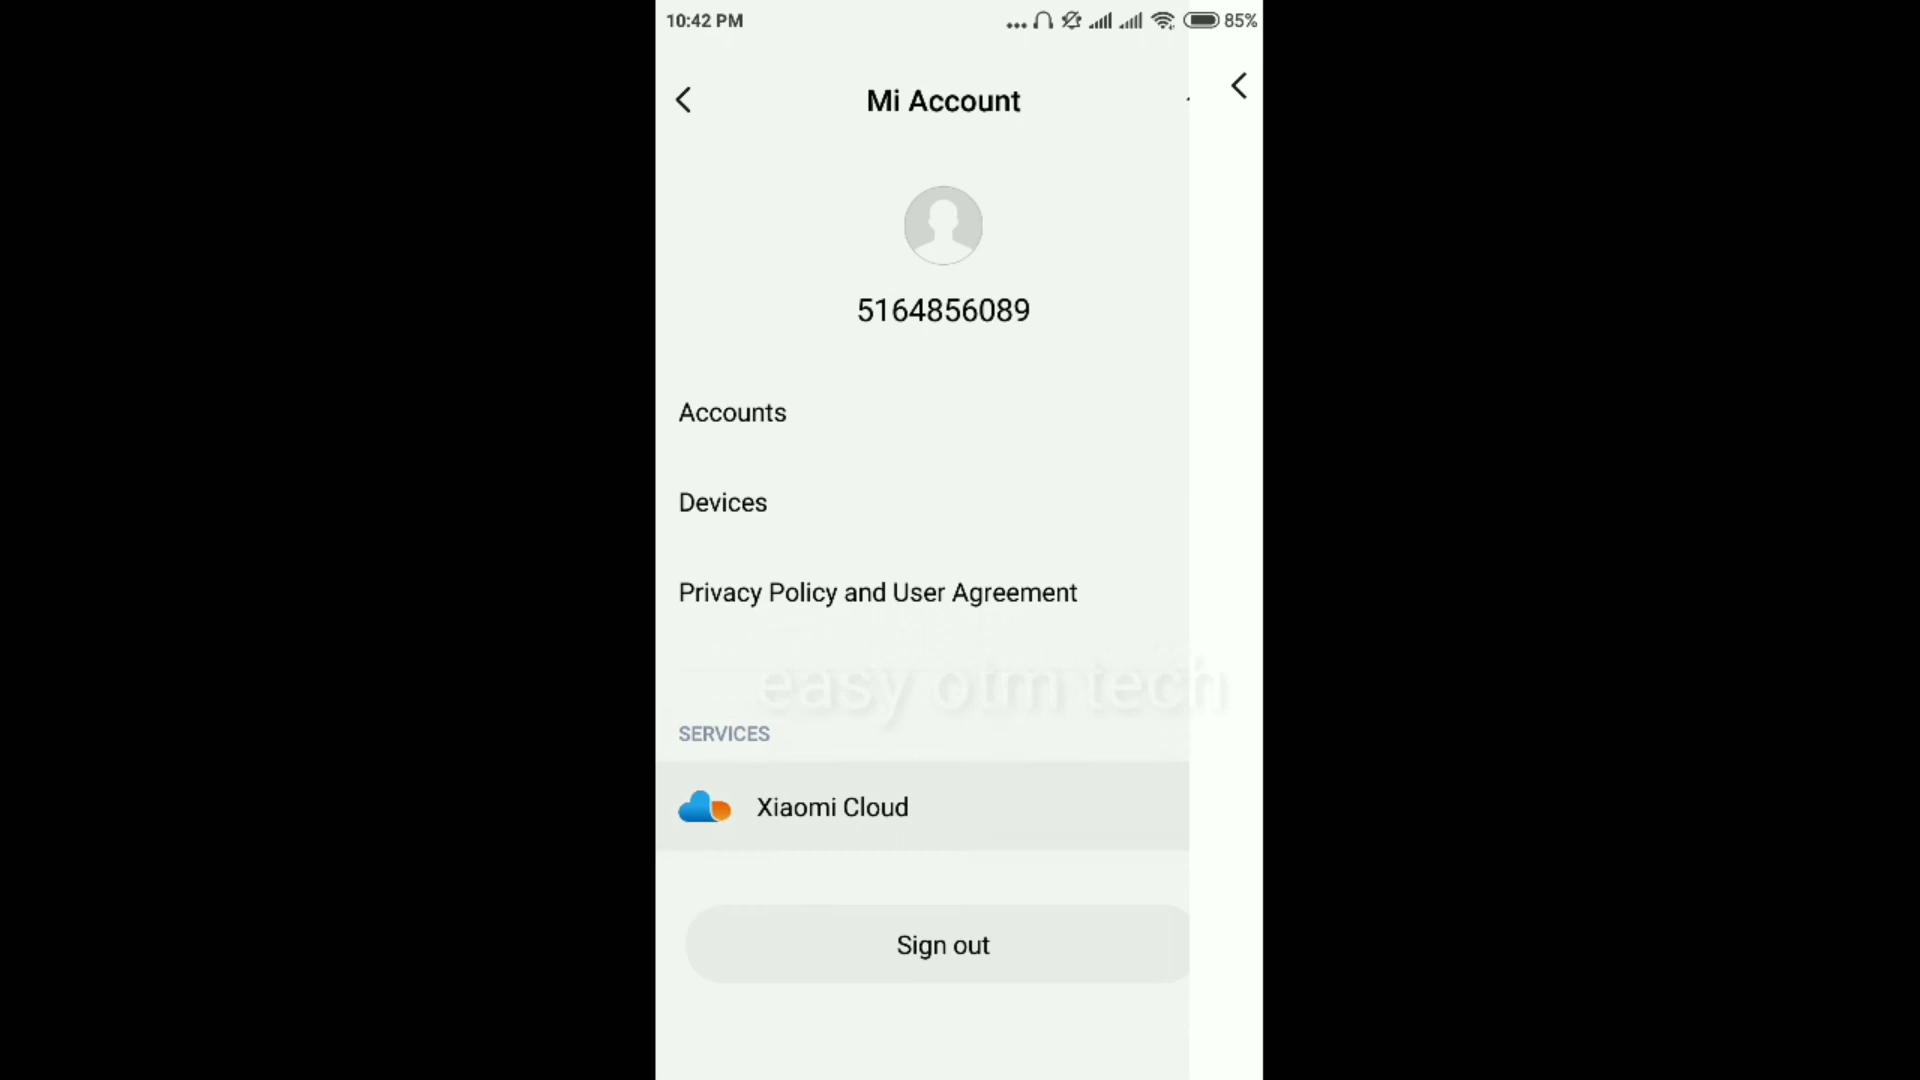 10:42 PM
85%
Mi Account
5164856089
Accounts
Devices
Privacy Policy and User Agreement
easy otm tech
SERVICES
Xiaomi Cloud
Sign out